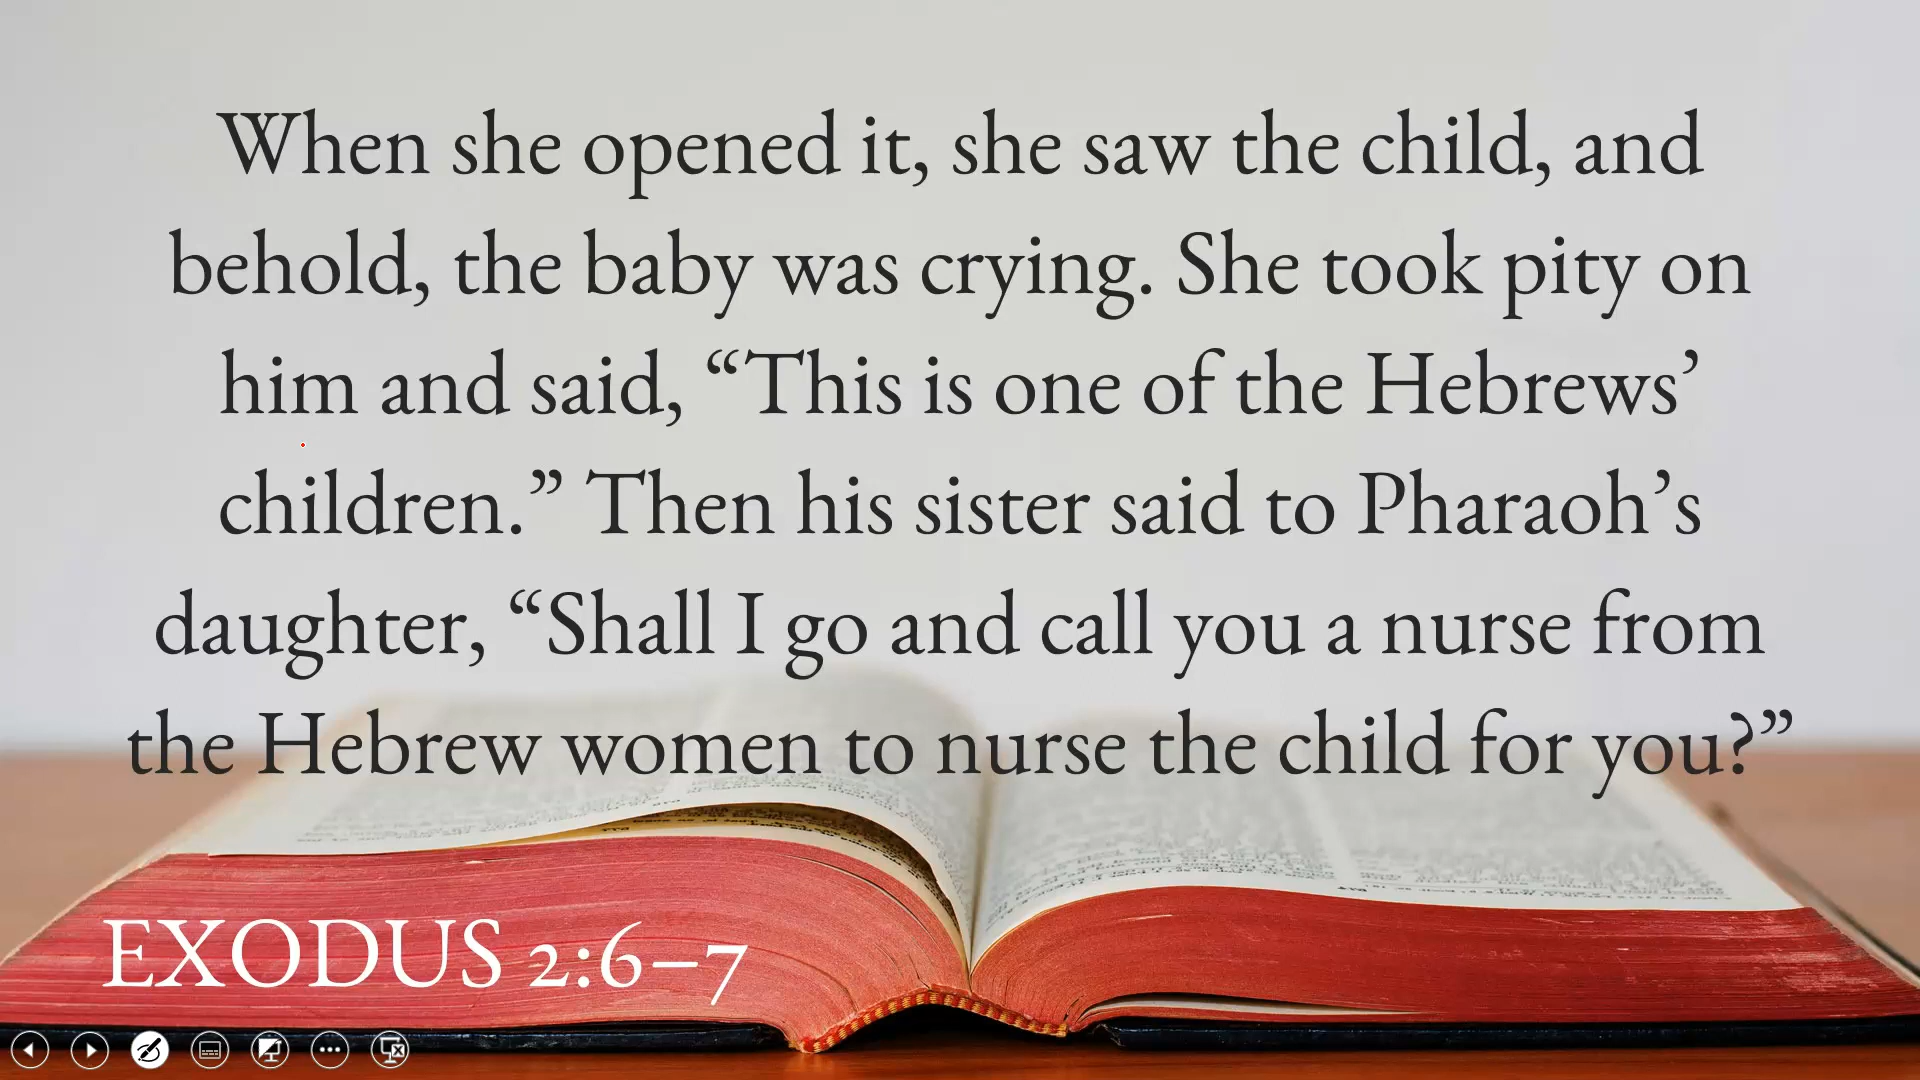 When she opened it, she saw the child, and
behold, the baby was crying. She took pity on
him and said, “This is one of the Hebrews’
children.” Then his sister said to Pharaoh’s
daughter, “Shall I go and call you a nurse from
the Hebrew women to nurse the child for you?”
EXODUS 2:6–7